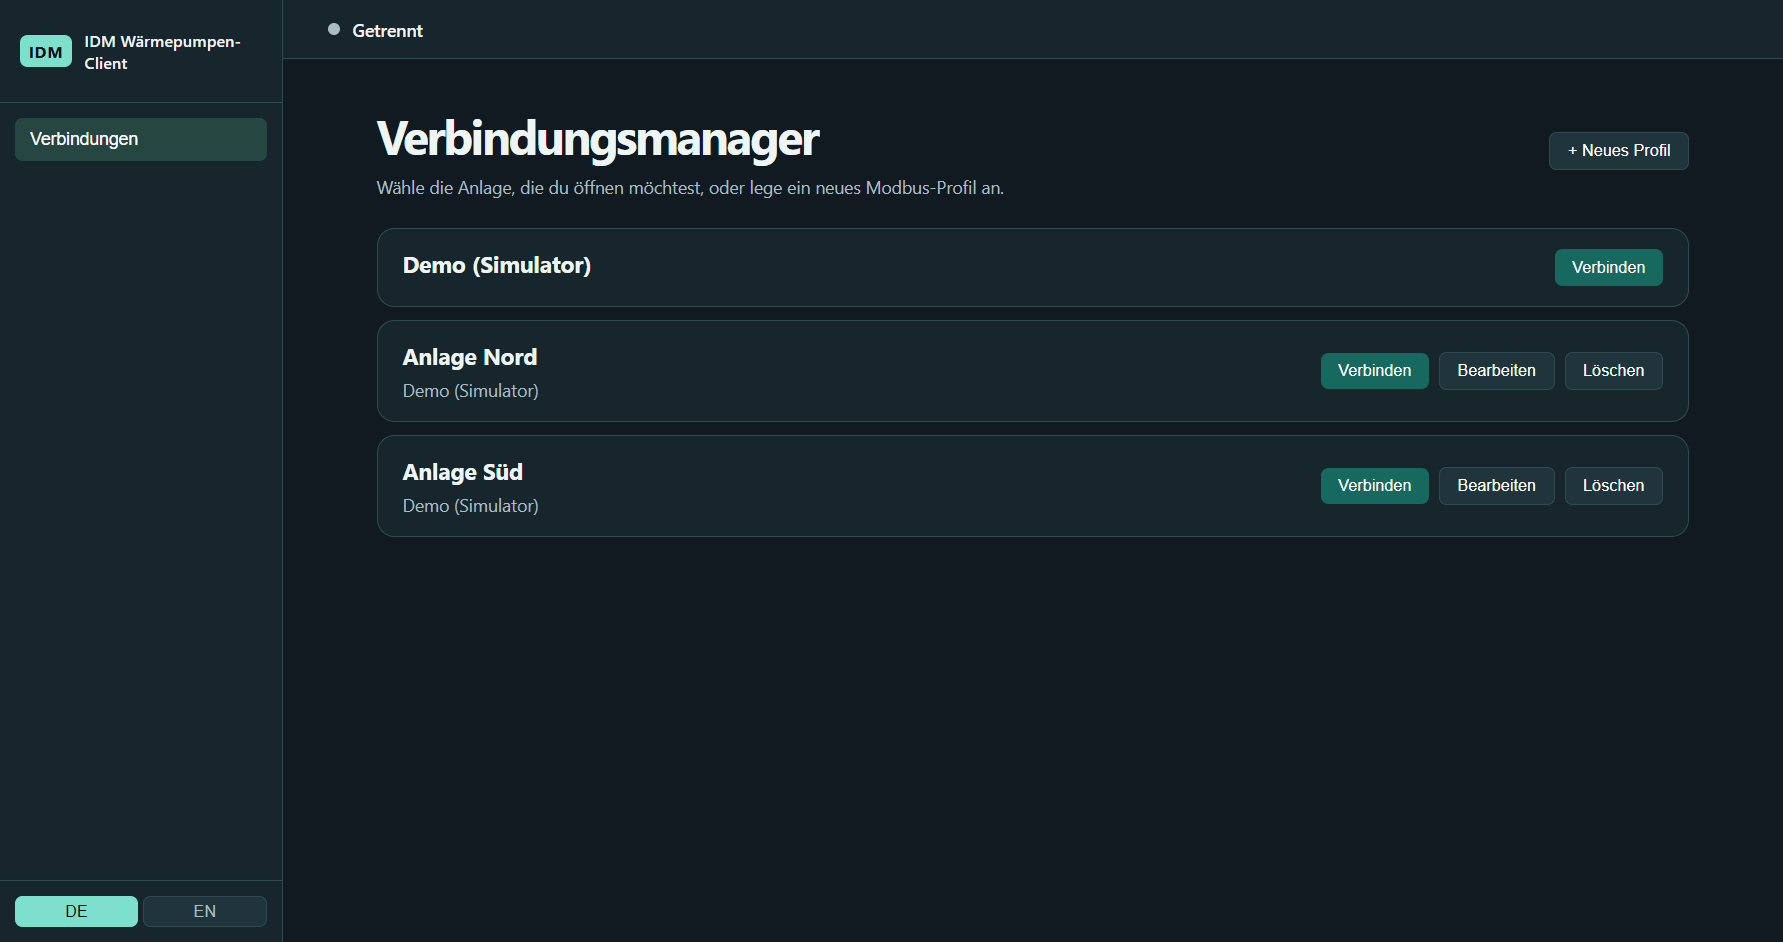 IDM
IDM Wärmepumpen-
Client
Verbindungen
Getrennt
Verbindungsmanager
+ Neues Profil
Wähle die Anlage, die du öffnen möchtest, oder lege ein neues Modbus-Profil an.
Demo (Simulator)
Verbinden
Anlage Nord
Demo (Simulator)
Verbinden Bearbeiten Löschen
Anlage Süd
Demo (Simulator)
Verbinden Bearbeiten Löschen
DE EN